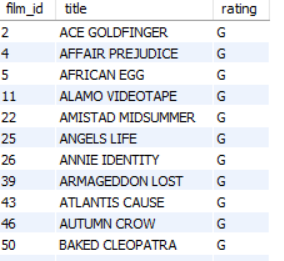 film_id title rating
2 ACE GOLDFINGER G
4 AFFAIR PREJUDICE G
5 AFRICAN EGG G
11 ALAMO VIDEOTAPE G
22 AMISTAD MIDSUMMER G
25 ANGELS LIFE G
26 ANNIE IDENTITY G
39 ARMAGEDDON LOST G
43 ATLANTIS CAUSE G
46 AUTUMN CROW G
50 BAKED CLEOPATRA G